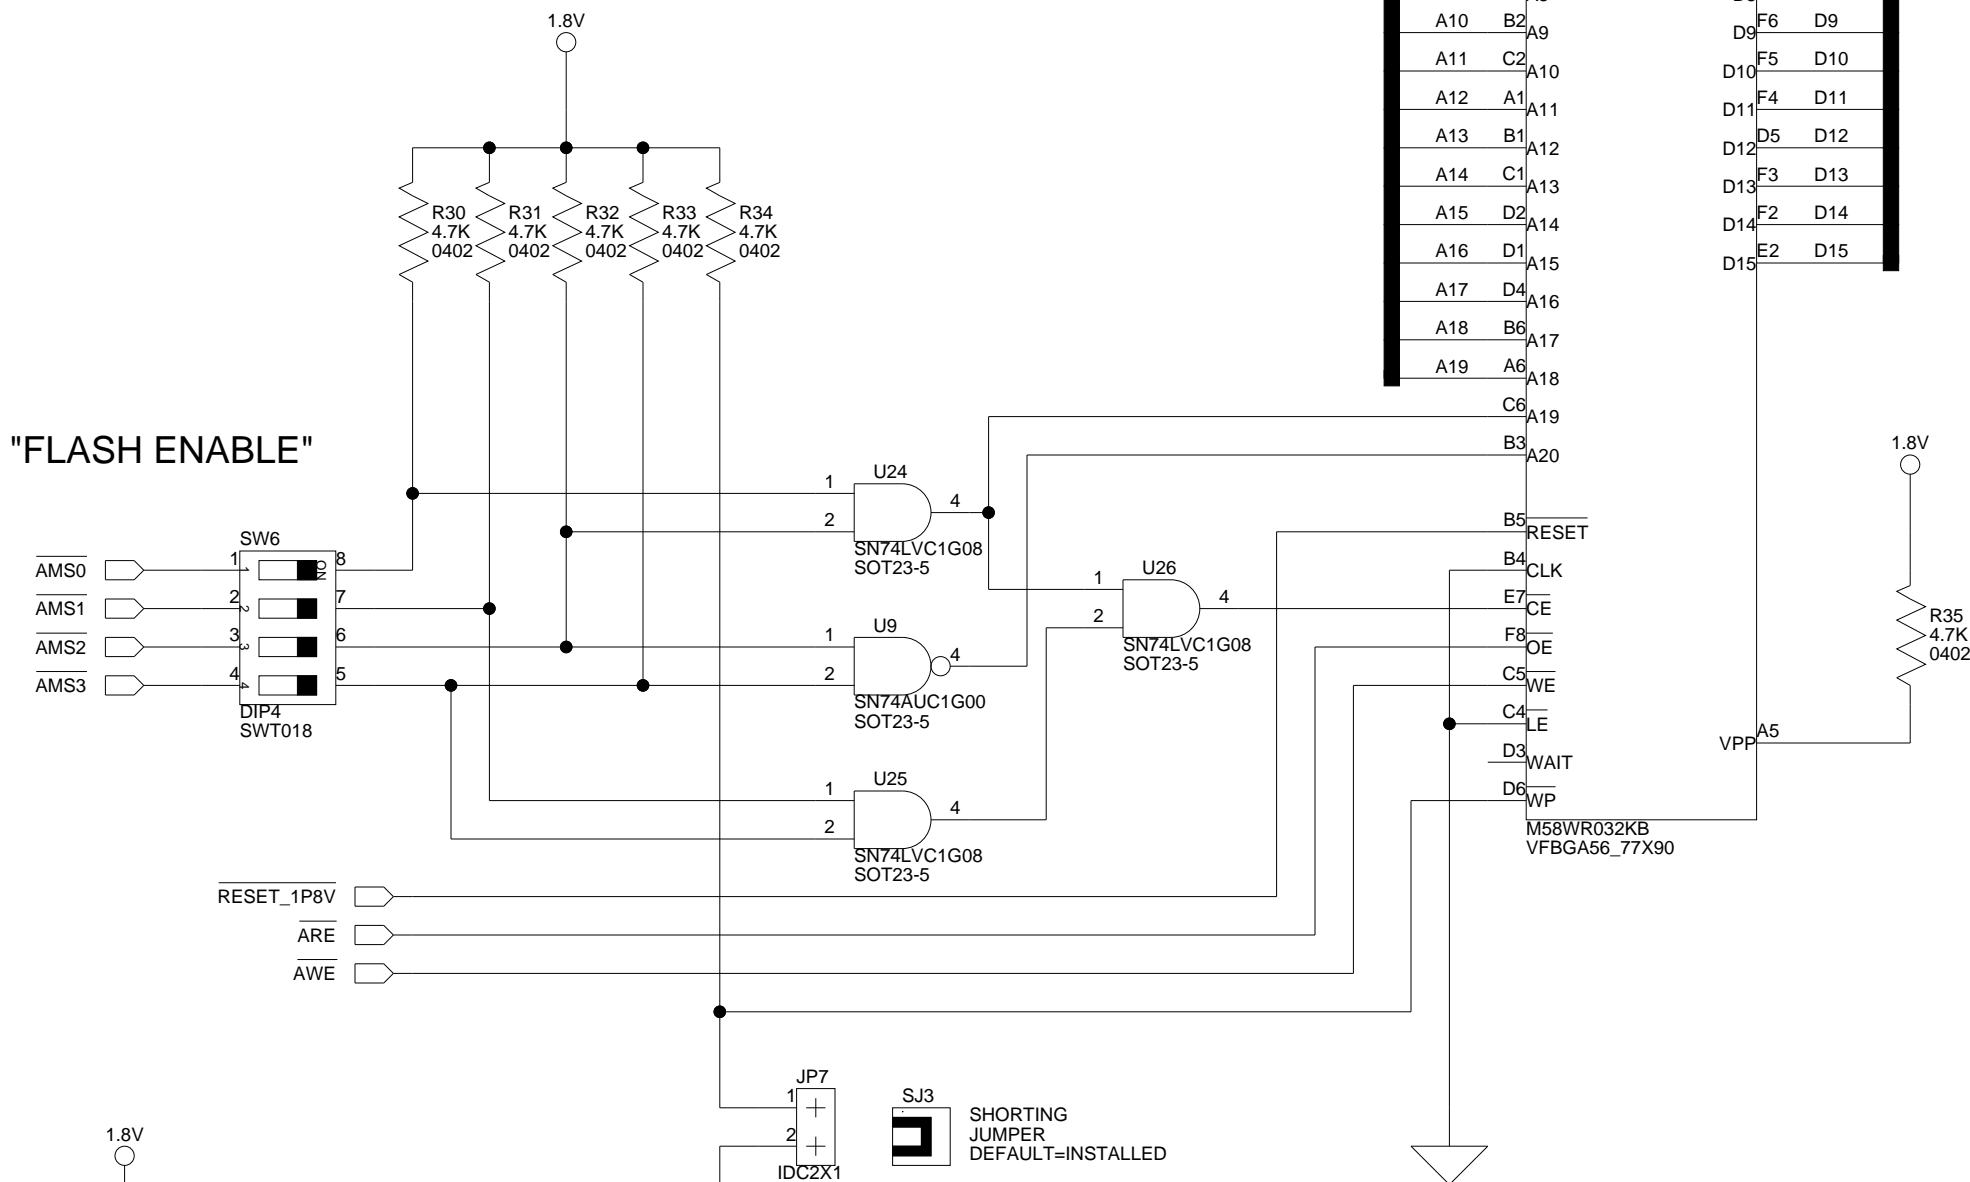 1.8V
R30
4.7K
0402
R31
4.7K
0402
R32
4.7K
0402
R33
4.7K
0402
R34
4.7K
0402
"FLASH ENABLE"
SW6
AMS0 1 1 ON 8
AMS1 2 2 7
AMS2 3 3 6
AMS3 4 4 5
DIP4
SWT018
U24
1
2
4
SN74LVC1G08
SOT23-5
U9
1
2
4
SN74AUC1G00
SOT23-5
U25
1
2
4
SN74LVC1G08
SOT23-5
U26
1
2
4
SN74LVC1G08
SOT23-5
RESET_1P8V
ARE
AWE
JP7
1
2
IDC2X1
SJ3
SHORTING
JUMPER
DEFAULT=INSTALLED
1.8V
A10 B2 A9
A11 C2 A10
A12 A1 A11
A13 B1 A12
A14 C1 A13
A15 D2 A14
A16 D1 A15
A17 D4 A16
A18 B6 A17
A19 A6 A18
C6 A19
B3 A20
B5 RESET
B4 CLK
E7 CE
F8 OE
C5 WE
C4 LE
D3 WAIT
D6 WP
D9 F6 D9
D10 F5 D10
D11 F4 D11
D12 D5 D12
D13 F3 D13
D14 F2 D14
D15 E2 D15
VPP A5
M58WR032KB
VFBGA56_77X90
1.8V
R35
4.7K
0402